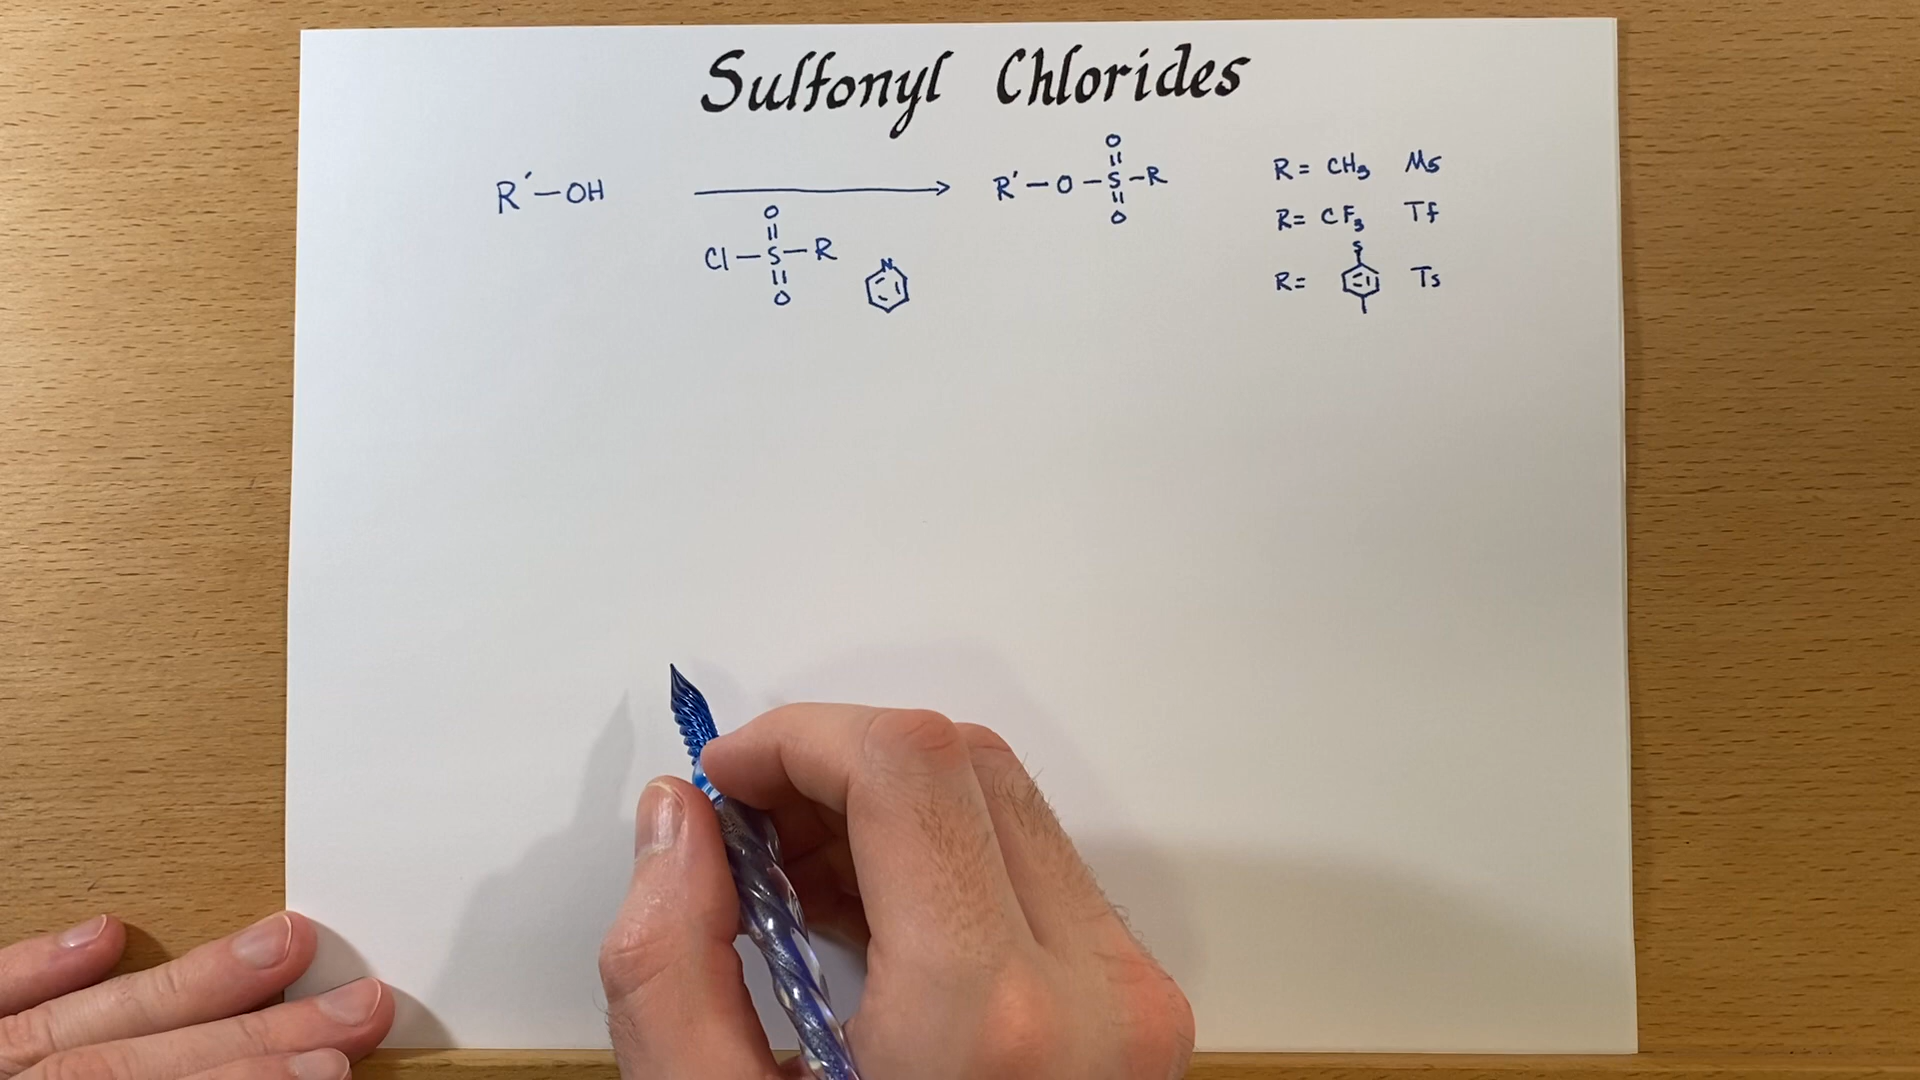 Sulfonyl Chlorides
R´—OH
O
Cl—S—R
O
N
O
R´—O—S—R
O
R= CH₃ Ms
R= CF₃ Tf
S
R= Ts